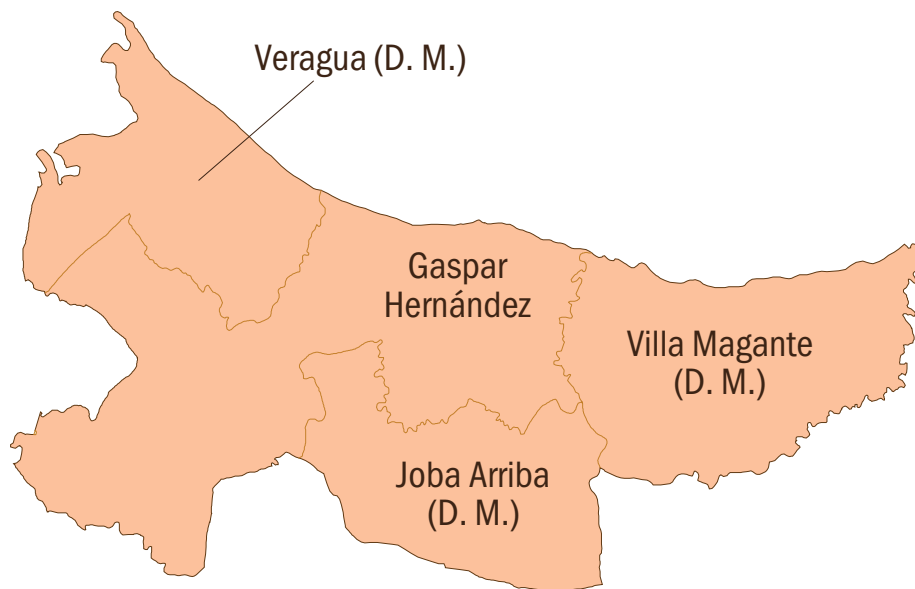 Veragua (D. M.)
Gaspar
Hernández
Villa Magante
(D. M.)
Joba Arriba
(D. M.)